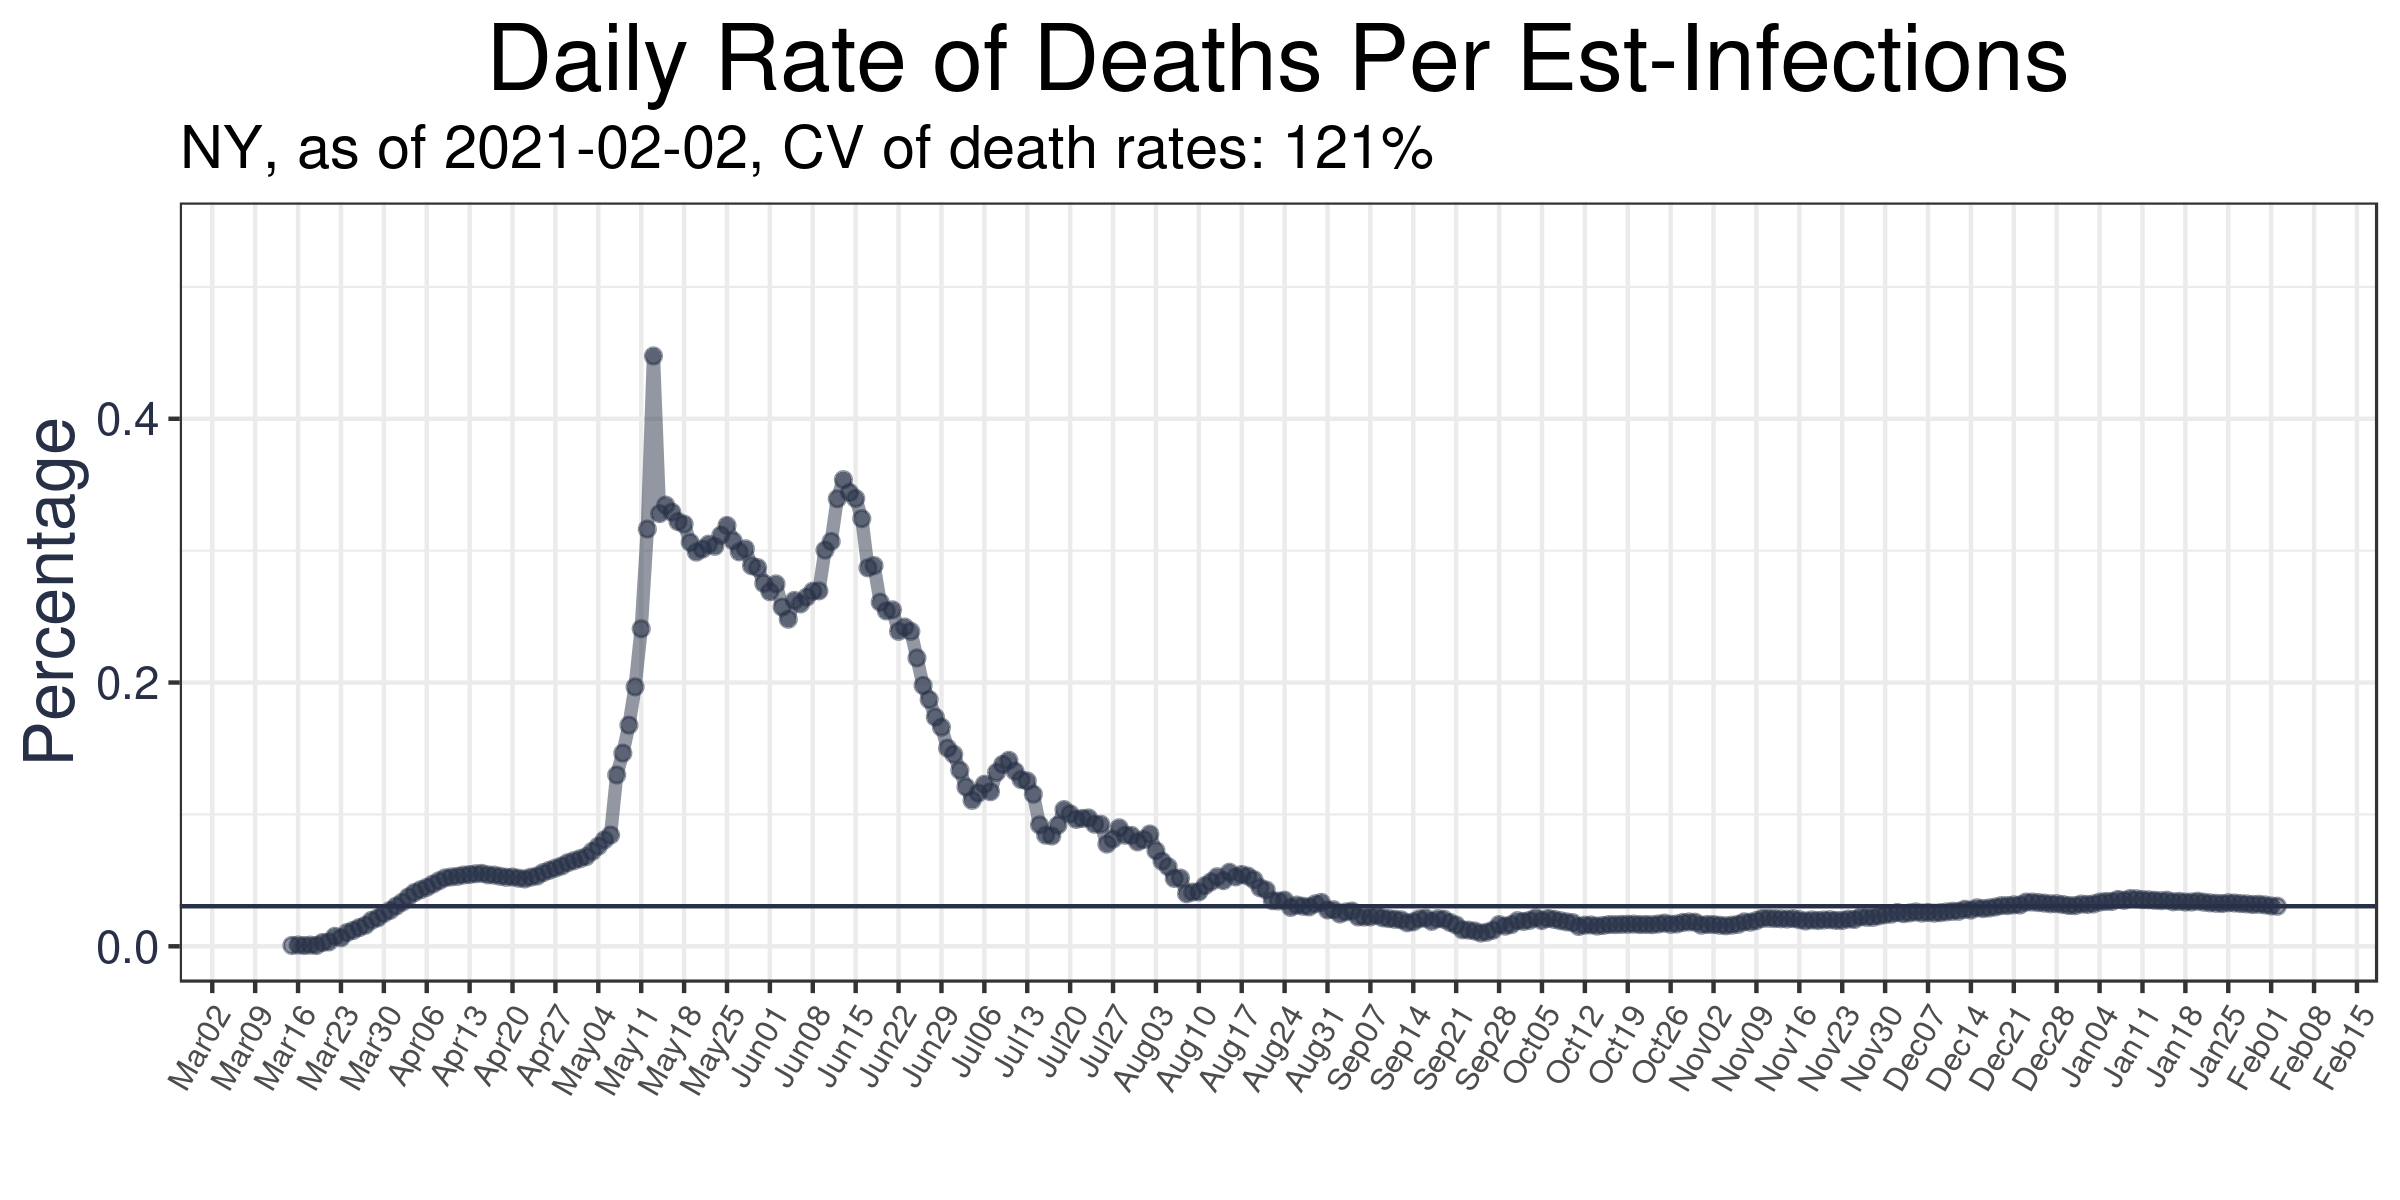 Daily Rate of Deaths Per Est-Infections
NY, as of 2021-02-02, CV of death rates: 121%
Percentage
0.4
0.2
0.0
Mar02
Mar09
Mar16
Mar23
Mar30
Apr06
Apr13
Apr20
Apr27
May04
May11
May18
May25
Jun01
Jun08
Jun15
Jun22
Jun29
Jul06
Jul13
Jul20
Jul27
Aug03
Aug10
Aug17
Aug24
Aug31
Sep07
Sep14
Sep21
Sep28
Oct05
Oct12
Oct19
Oct26
Nov02
Nov09
Nov16
Nov23
Nov30
Dec07
Dec14
Dec21
Dec28
Jan04
Jan11
Jan18
Jan25
Feb01
Feb08
Feb15